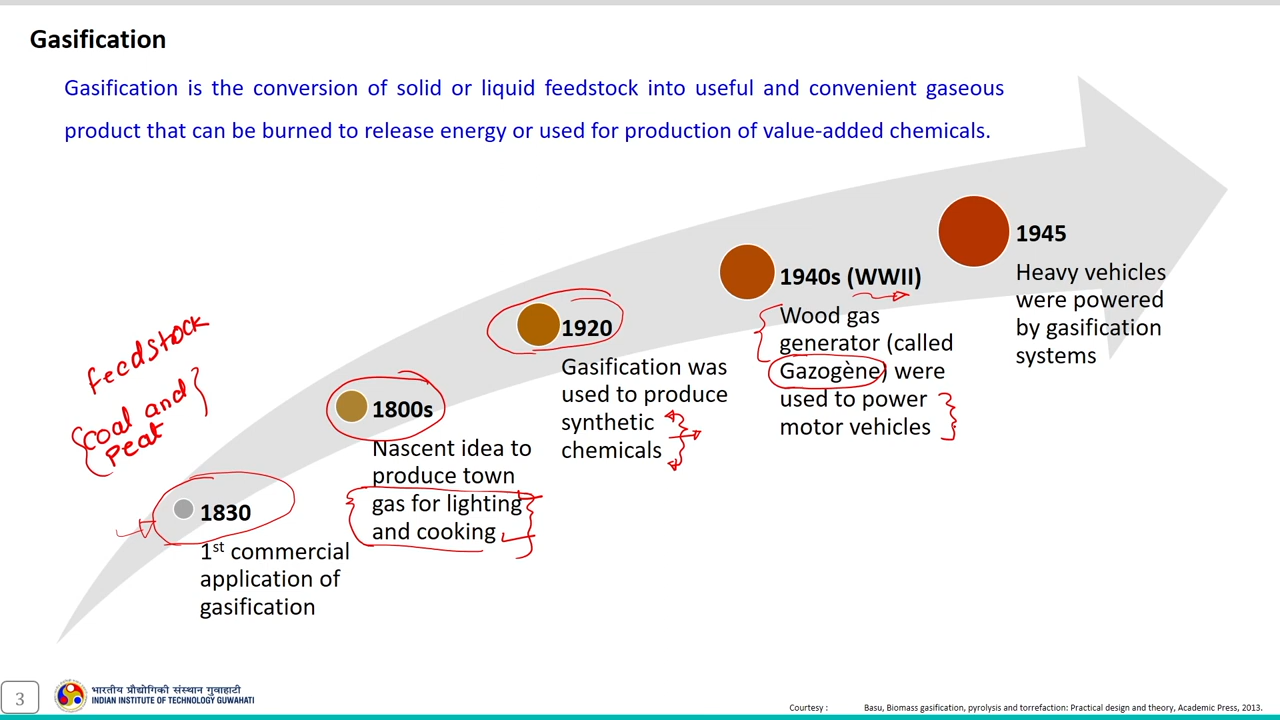 Gasification
Gasification is the conversion of solid or liquid feedstock into useful and convenient gaseous
product that can be burned to release energy or used for production of value-added chemicals.
1945
Heavy vehicles
were powered
by gasification
systems
1940s (WWII)
Wood gas
generator (called
Gazogène) were
used to power
motor vehicles
1920
Gasification was
used to produce
synthetic
chemicals
1800s
Nascent idea to
produce town
gas for lighting
and cooking
feedstock
coal and
Peat
1830
1st commercial
application of
gasification
3
भारतीय प्रौद्योगिकी संस्थान गुवाहाटी
INDIAN INSTITUTE OF TECHNOLOGY GUWAHATI
Courtesy : Basu, Biomass gasification, pyrolysis and torrefaction: Practical design and theory, Academic Press, 2013.